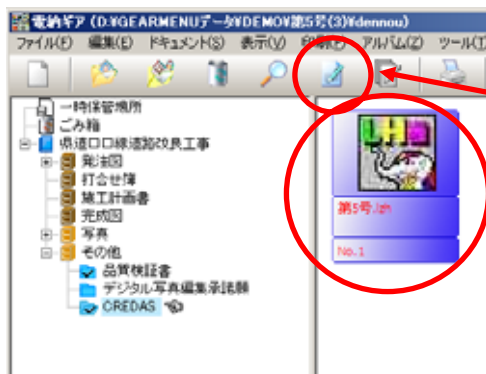 電納ギア (D:¥GEARMENUデータ¥DEMO¥第5号(3)¥dennou)
ファイル(F) 編集(E) ドキュメント(S) 表示(V) 印刷(P) アルバム(Z) ツール(T)
一時保管場所
ごみ箱
県道口口線道路改良工事
発注図
打合せ簿
施工計画書
完成図
写真
その他
品質検証書
デジタル写真編集承諾願
CREDAS
LHa
第5号.lzh
No.1